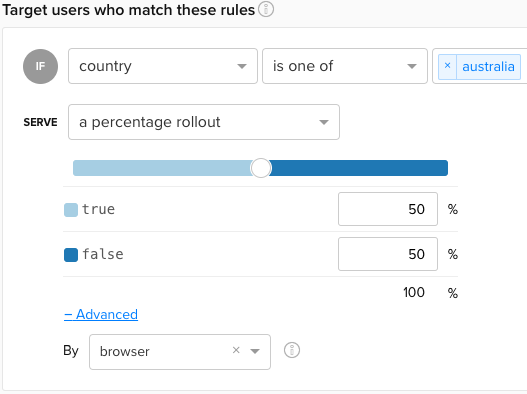 Target users who match these rules
IF country is one of × australia
SERVE a percentage rollout
true 50 %
false 50 %
100 %
– Advanced
By browser ×